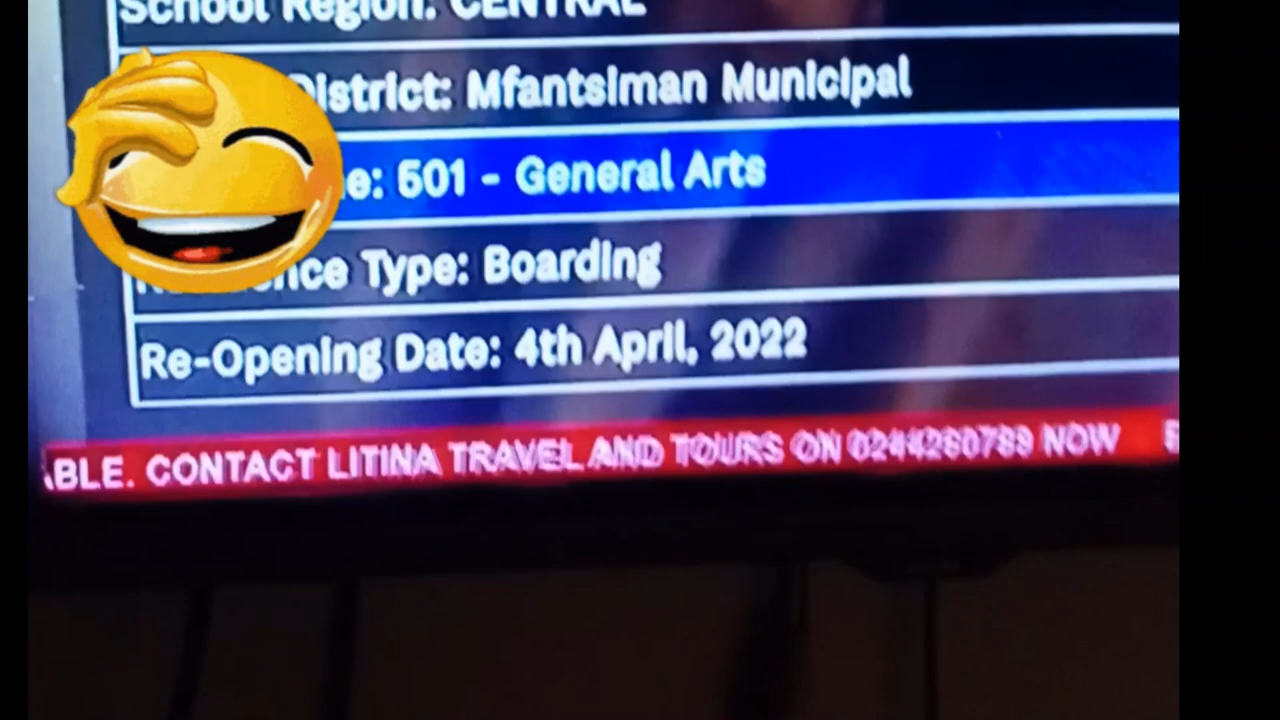 School Region: CENTRAL
District: Mfantsiman Municipal
e: 501 - General Arts
nce Type: Boarding
Re-Opening Date: 4th April, 2022
ABLE. CONTACT LITINA TRAVEL AND TOURS ON 0244260789 NOW